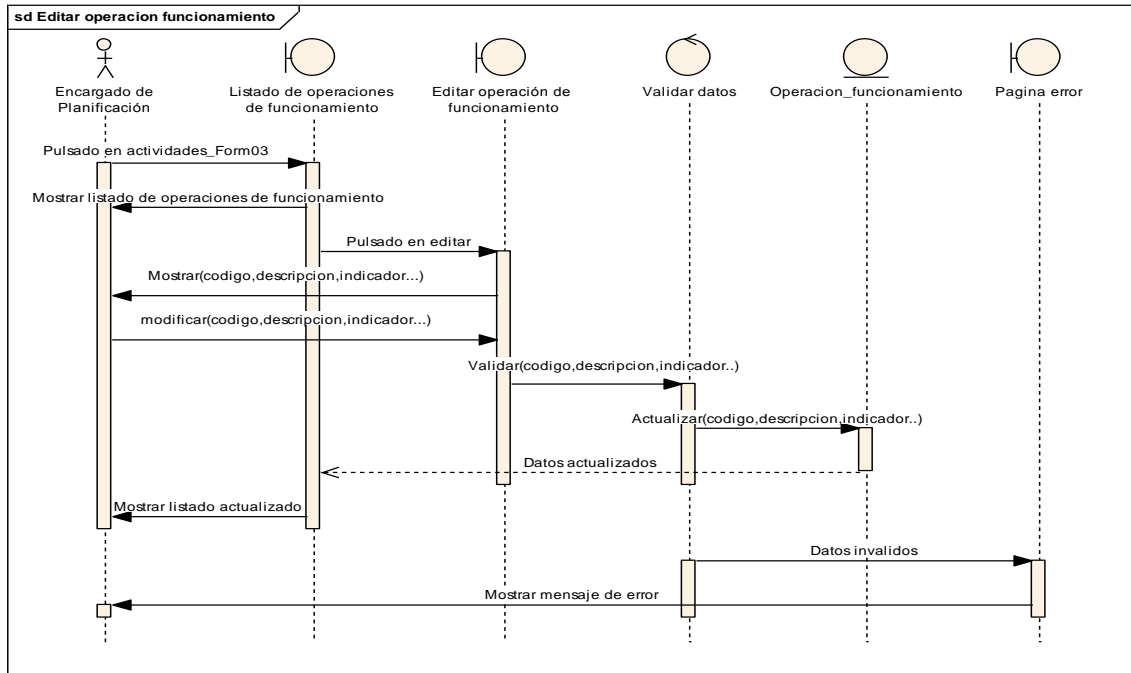 sd Editar operacion funcionamiento
Encargado de
Planificación
Listado de operaciones
de funcionamiento
Editar operación de
funcionamiento
Validar datos
Operacion_funcionamiento
Pagina error
Pulsado en actividades_Form03
Mostrar listado de operaciones de funcionamiento
Pulsado en editar
Mostrar(codigo,descripcion,indicador...)
modificar(codigo,descripcion,indicador...)
Validar(codigo,descripcion,indicador..)
Actualizar(codigo,descripcion,indicador..)
Datos actualizados
Mostrar listado actualizado
Datos invalidos
Mostrar mensaje de error